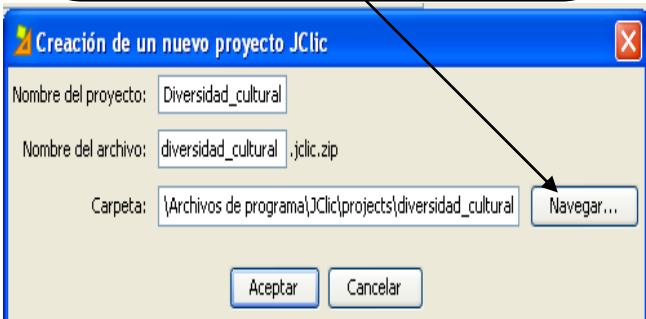 Creación de un nuevo proyecto JClic
Nombre del proyecto: Diversidad_cultural
Nombre del archivo: diversidad_cultural .jclic.zip
Carpeta: \Archivos de programa\JClic\projects\diversidad_cultural Navegar...
Aceptar Cancelar